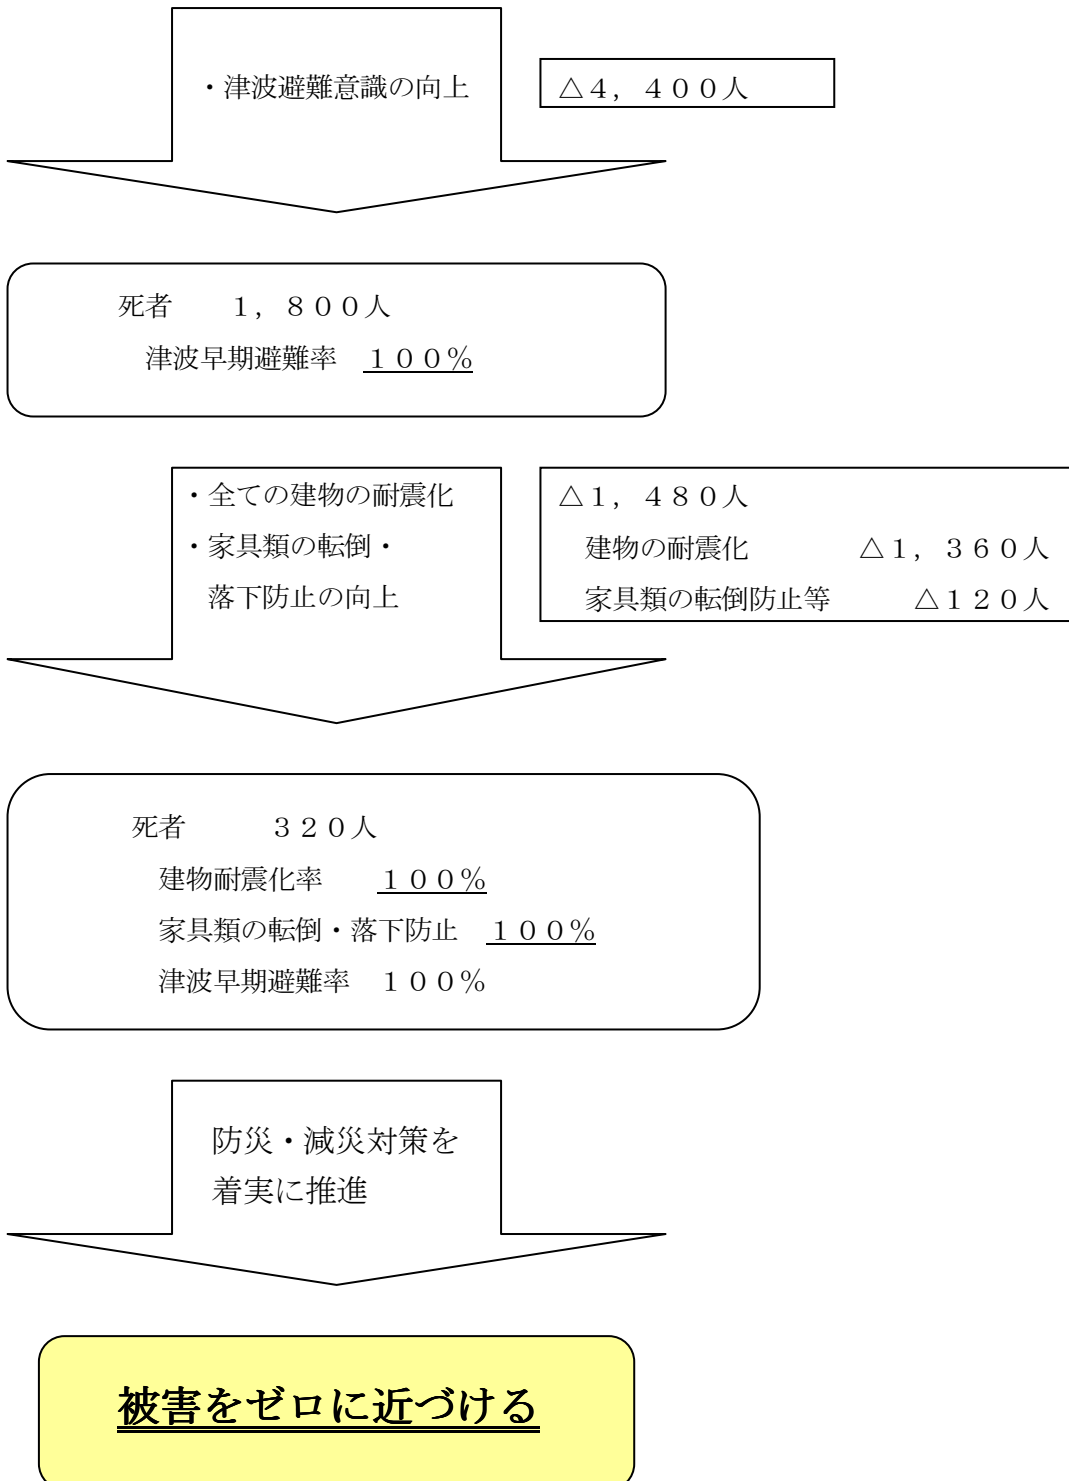 ・津波避難意識の向上
△４，４００人
死者　１，８００人
津波早期避難率　１００％
・全ての建物の耐震化
・家具類の転倒・
落下防止の向上
△１，４８０人
建物の耐震化　△１，３６０人
家具類の転倒防止等　△１２０人
死者　３２０人
建物耐震化率　１００％
家具類の転倒・落下防止　１００％
津波早期避難率　１００％
防災・減災対策を
着実に推進
被害をゼロに近づける